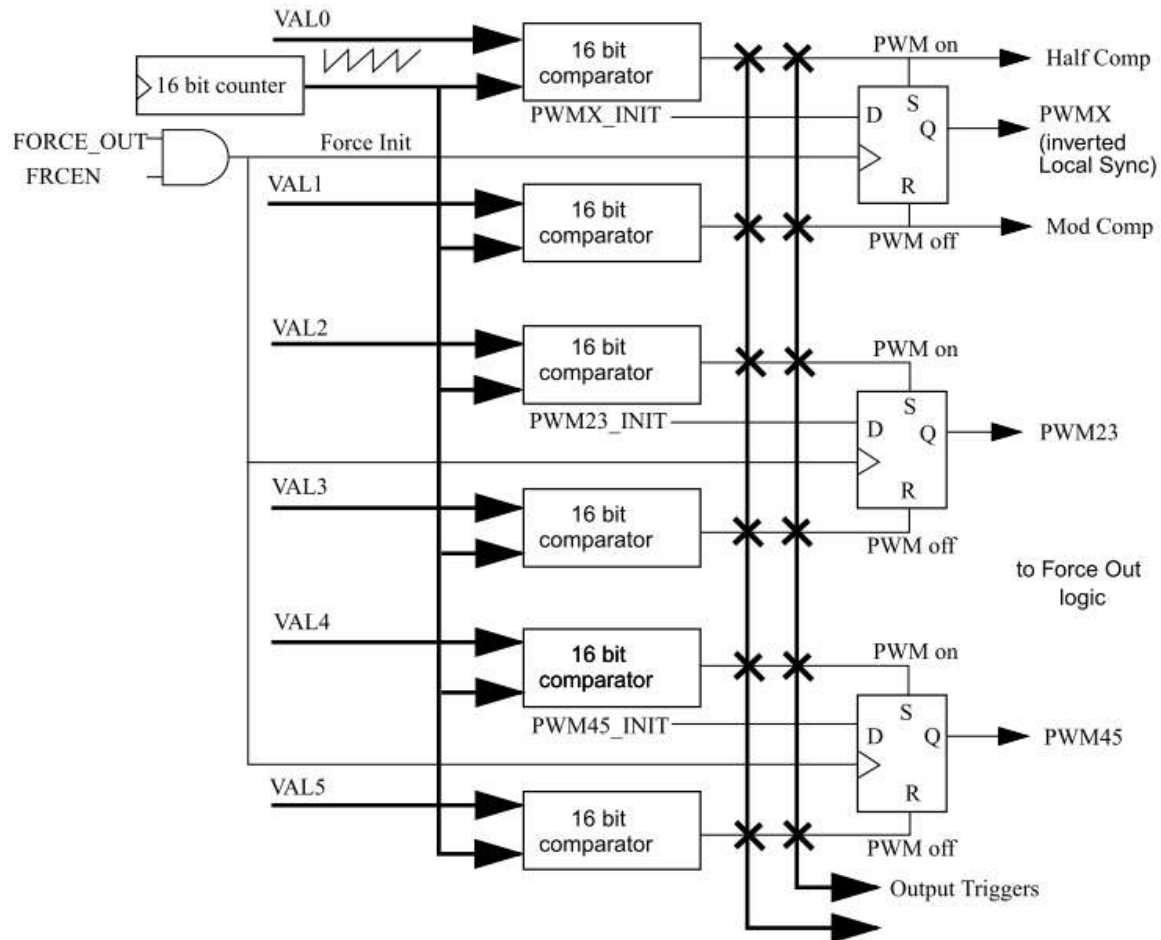 VAL0
16 bit
comparator
PWM on
Half Comp
16 bit counter
PWMX_INIT
D
S
Q
R
PWMX
(inverted
Local Sync)
FORCE_OUT
FRCEN
Force Init
VAL1
16 bit
comparator
PWM off
Mod Comp
VAL2
16 bit
comparator
PWM on
PWM23_INIT
D
S
Q
R
PWM23
VAL3
16 bit
comparator
PWM off
to Force Out
logic
VAL4
16 bit
comparator
PWM on
PWM45_INIT
D
S
Q
R
PWM45
VAL5
16 bit
comparator
PWM off
Output Triggers